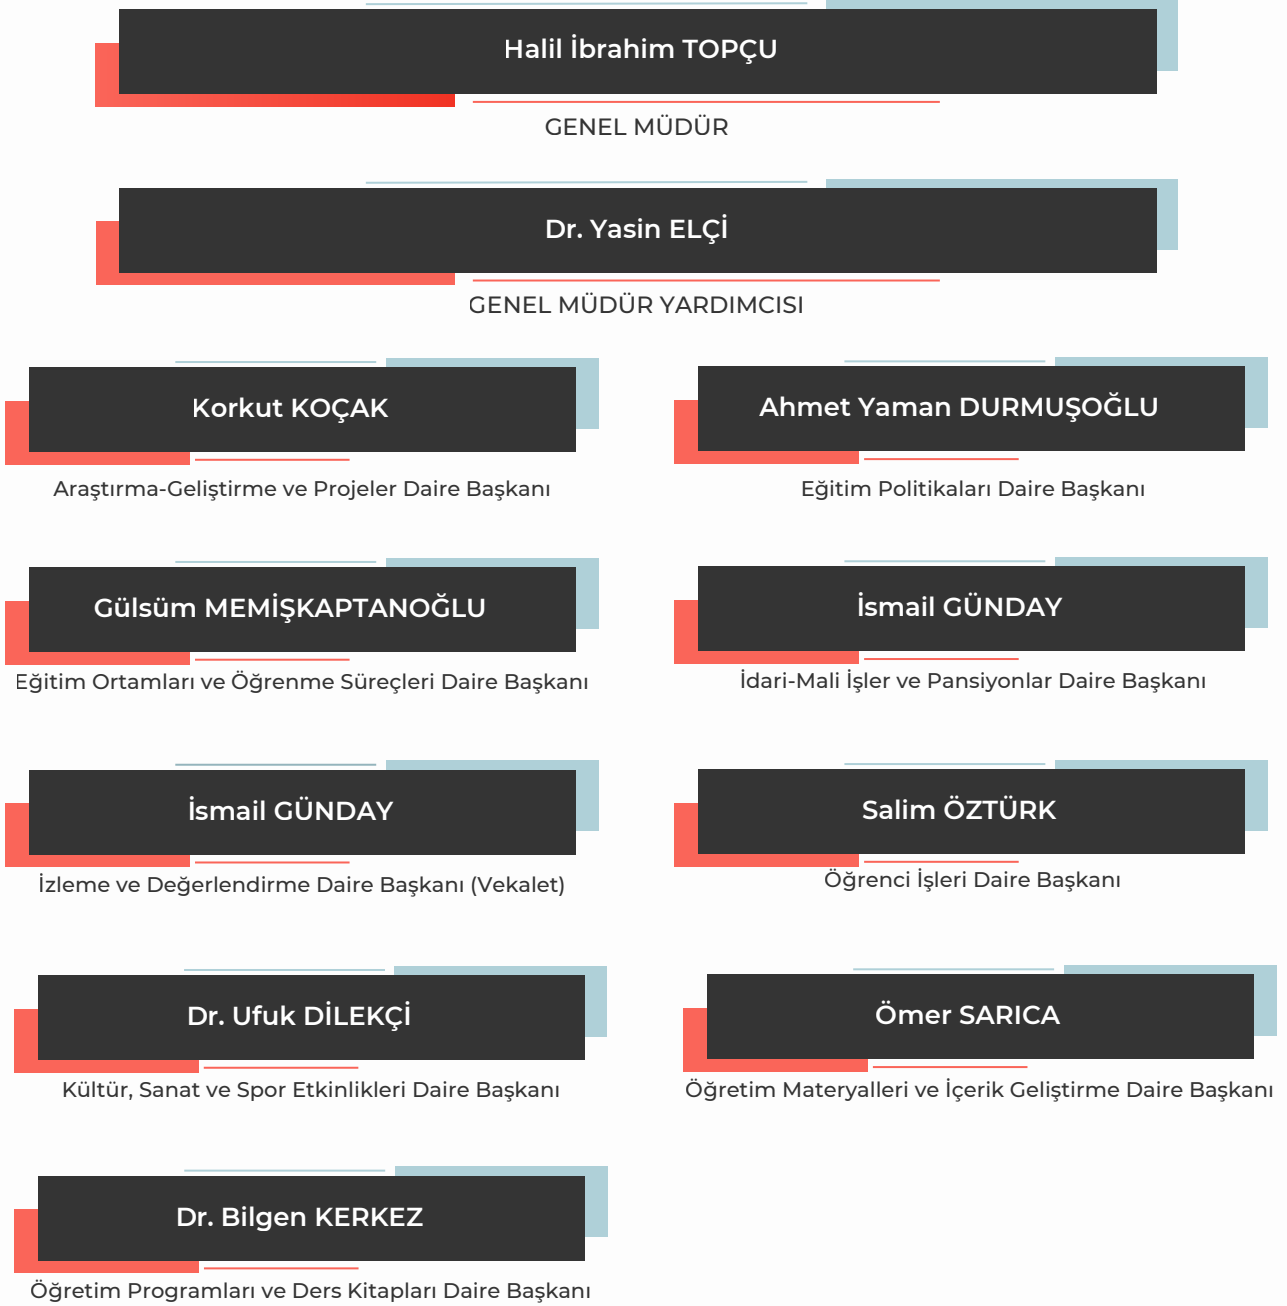 Halil İbrahim TOPÇU
GENEL MÜDÜR
Dr. Yasin ELÇİ
GENEL MÜDÜR YARDIMCISI
Korkut KOÇAK
Araştırma-Geliştirme ve Projeler Daire Başkanı
Ahmet Yaman DURMUŞOĞLU
Eğitim Politikaları Daire Başkanı
Gülsüm MEMİŞKAPTANOĞLU
Eğitim Ortamları ve Öğrenme Süreçleri Daire Başkanı
İsmail GÜNDAY
İdari-Mali İşler ve Pansiyonlar Daire Başkanı
İsmail GÜNDAY
İzleme ve Değerlendirme Daire Başkanı (Vekalet)
Salim ÖZTÜRK
Öğrenci İşleri Daire Başkanı
Dr. Ufuk DİLEKÇİ
Kültür, Sanat ve Spor Etkinlikleri Daire Başkanı
Ömer SARICA
Öğretim Materyalleri ve İçerik Geliştirme Daire Başkanı
Dr. Bilgen KERKEZ
Öğretim Programları ve Ders Kitapları Daire Başkanı